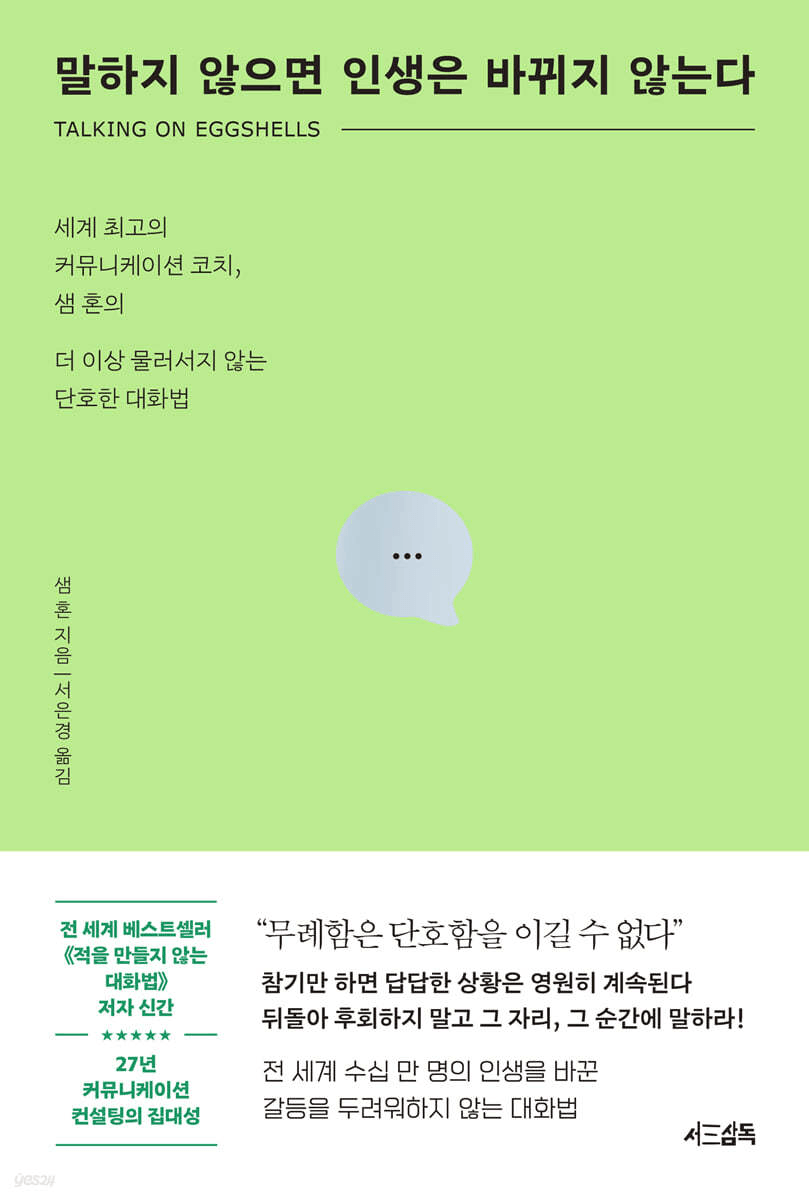 말하지 않으면 인생은 바뀌지 않는다
TALKING ON EGGSHELLS
세계 최고의
커뮤니케이션 코치,
샘 혼의
더 이상 물러서지 않는
단호한 대화법
샘 혼 지음 | 서은경 옮김
전 세계 베스트셀러
《적을 만들지 않는
대화법》
저자 신간
★★★★★
27년
커뮤니케이션
컨설팅의 집대성
“무례함은 단호함을 이길 수 없다”
참기만 하면 답답한 상황은 영원히 계속된다
뒤돌아 후회하지 말고 그 자리, 그 순간에 말하라!
전 세계 수십 만 명의 인생을 바꾼
갈등을 두려워하지 않는 대화법
서삼독
yes24